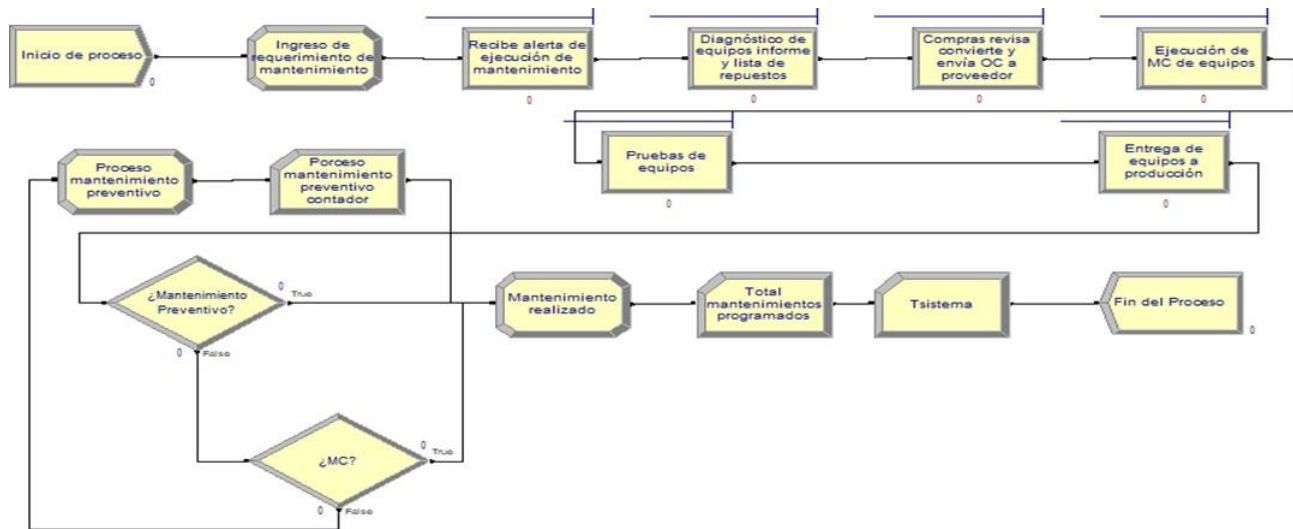 Inicio de proceso
0
Ingreso de
requerimiento de
mantenimiento
Recibe alerta de
ejecución de
mantenimiento
0
Diagnóstico de
equipos informe
y lista de
repuestos
0
Compras revisa
convierte y
envía OC a
proveedor
0
Ejecución de
MC de equipos
0
Pruebas de
equipos
0
Entrega de
equipos a
producción
0
Proceso
mantenimiento
preventivo
Porceso
mantenimiento
preventivo
contador
¿Mantenimiento
Preventivo?
0
True
0
False
Mantenimiento
realizado
Total
mantenimientos
programados
Tsistema
Fin del Proceso
0
¿MC?
0
True
0
False